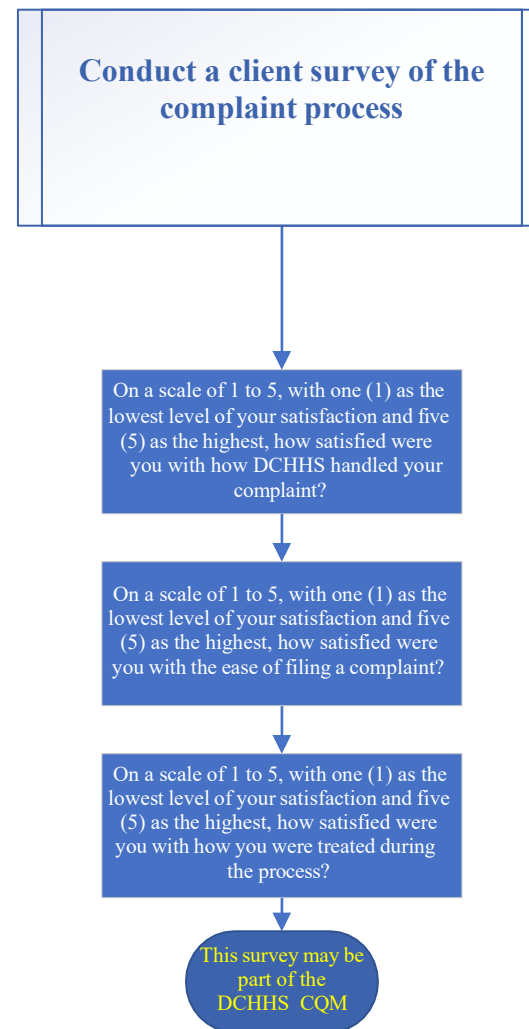 Conduct a client survey of the
complaint process
On a scale of 1 to 5, with one (1) as the
lowest level of your satisfaction and five
(5) as the highest, how satisfied were
you with how DCHHS handled your
complaint?
On a scale of 1 to 5, with one (1) as the
lowest level of your satisfaction and five
(5) as the highest, how satisfied were
you with the ease of filing a complaint?
On a scale of 1 to 5, with one (1) as the
lowest level of your satisfaction and five
(5) as the highest, how satisfied were
you with how you were treated during
the process?
This survey may be
part of the
DCHHS CQM